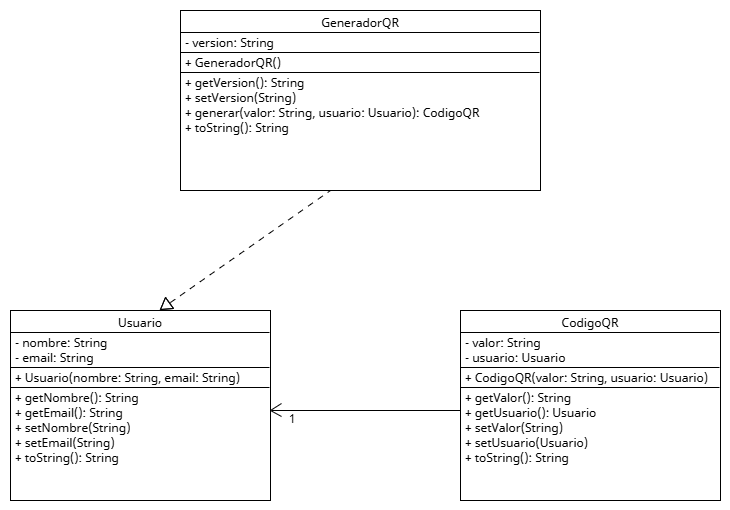 GeneradorQR
- version: String
+ GeneradorQR()
+ getVersion(): String
+ setVersion(String)
+ generar(valor: String, usuario: Usuario): CodigoQR
+ toString(): String
Usuario
- nombre: String
- email: String
+ Usuario(nombre: String, email: String)
+ getNombre(): String
+ getEmail(): String
+ setNombre(String)
+ setEmail(String)
+ toString(): String
1
CodigoQR
- valor: String
- usuario: Usuario
+ CodigoQR(valor: String, usuario: Usuario)
+ getValor(): String
+ getUsuario(): Usuario
+ setValor(String)
+ setUsuario(Usuario)
+ toString(): String